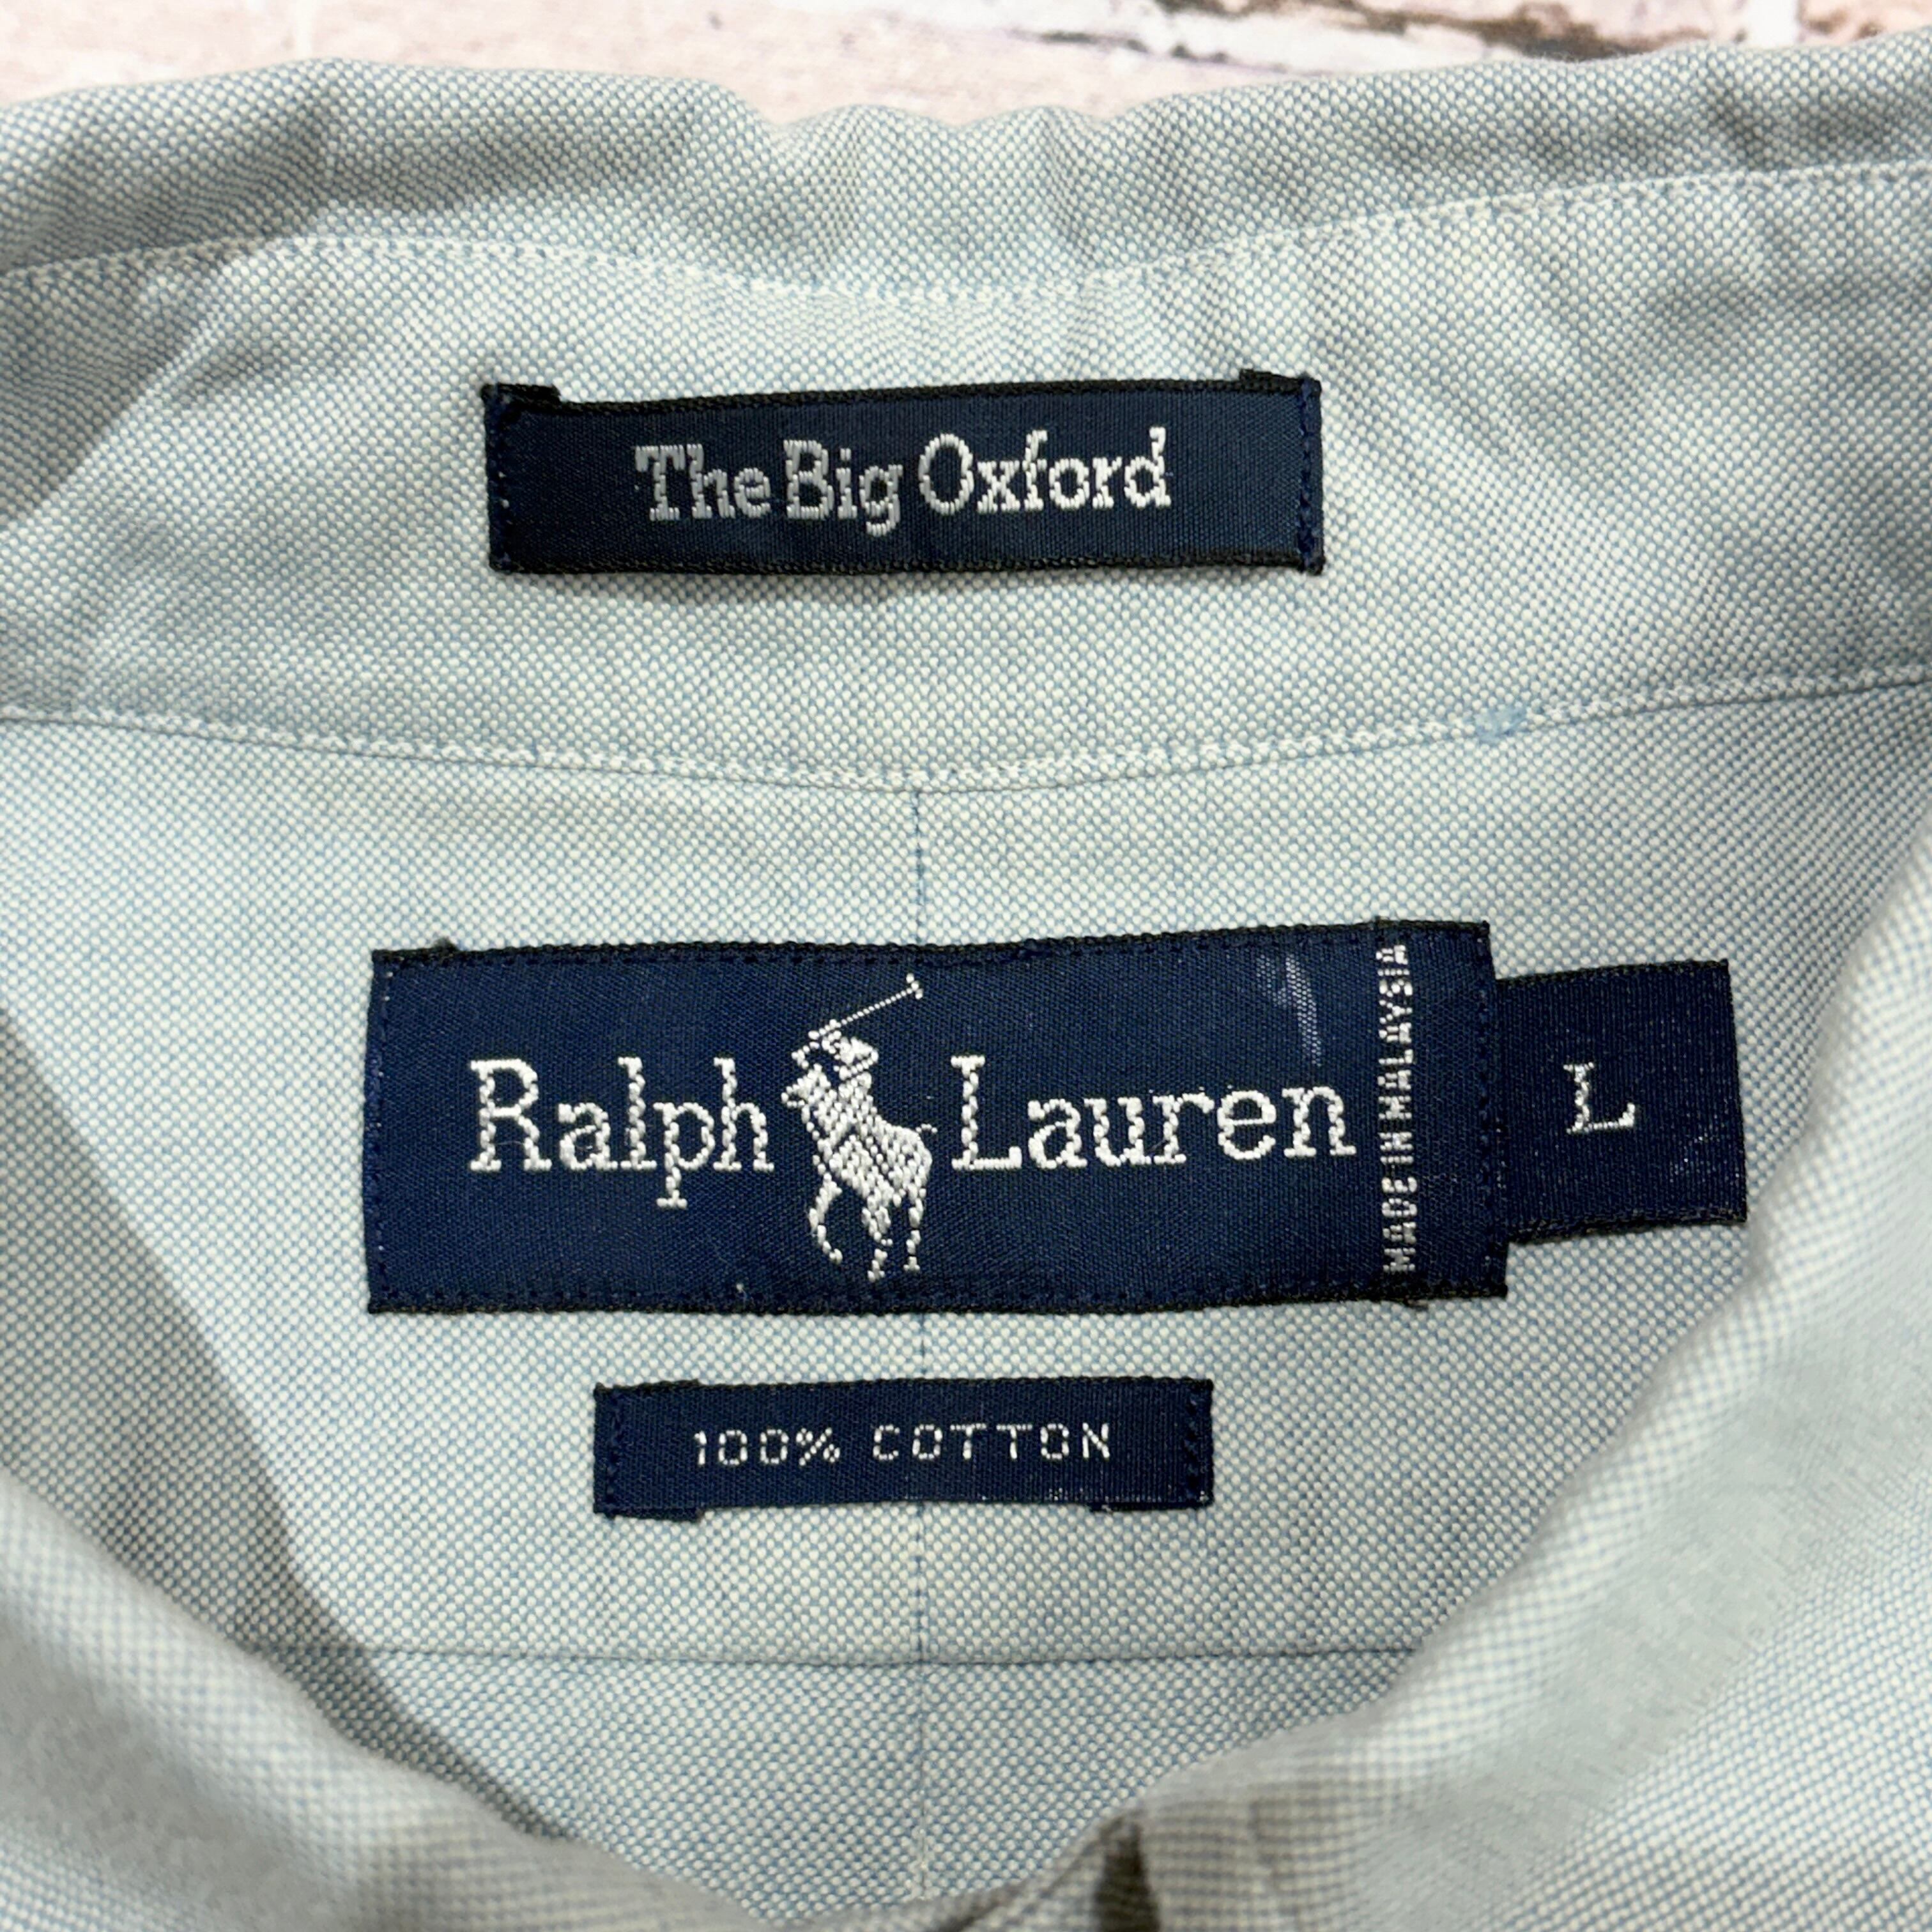 The Big Oxford
Ralph Lauren
MADE IN MALAYSIA
L
100% COTTON